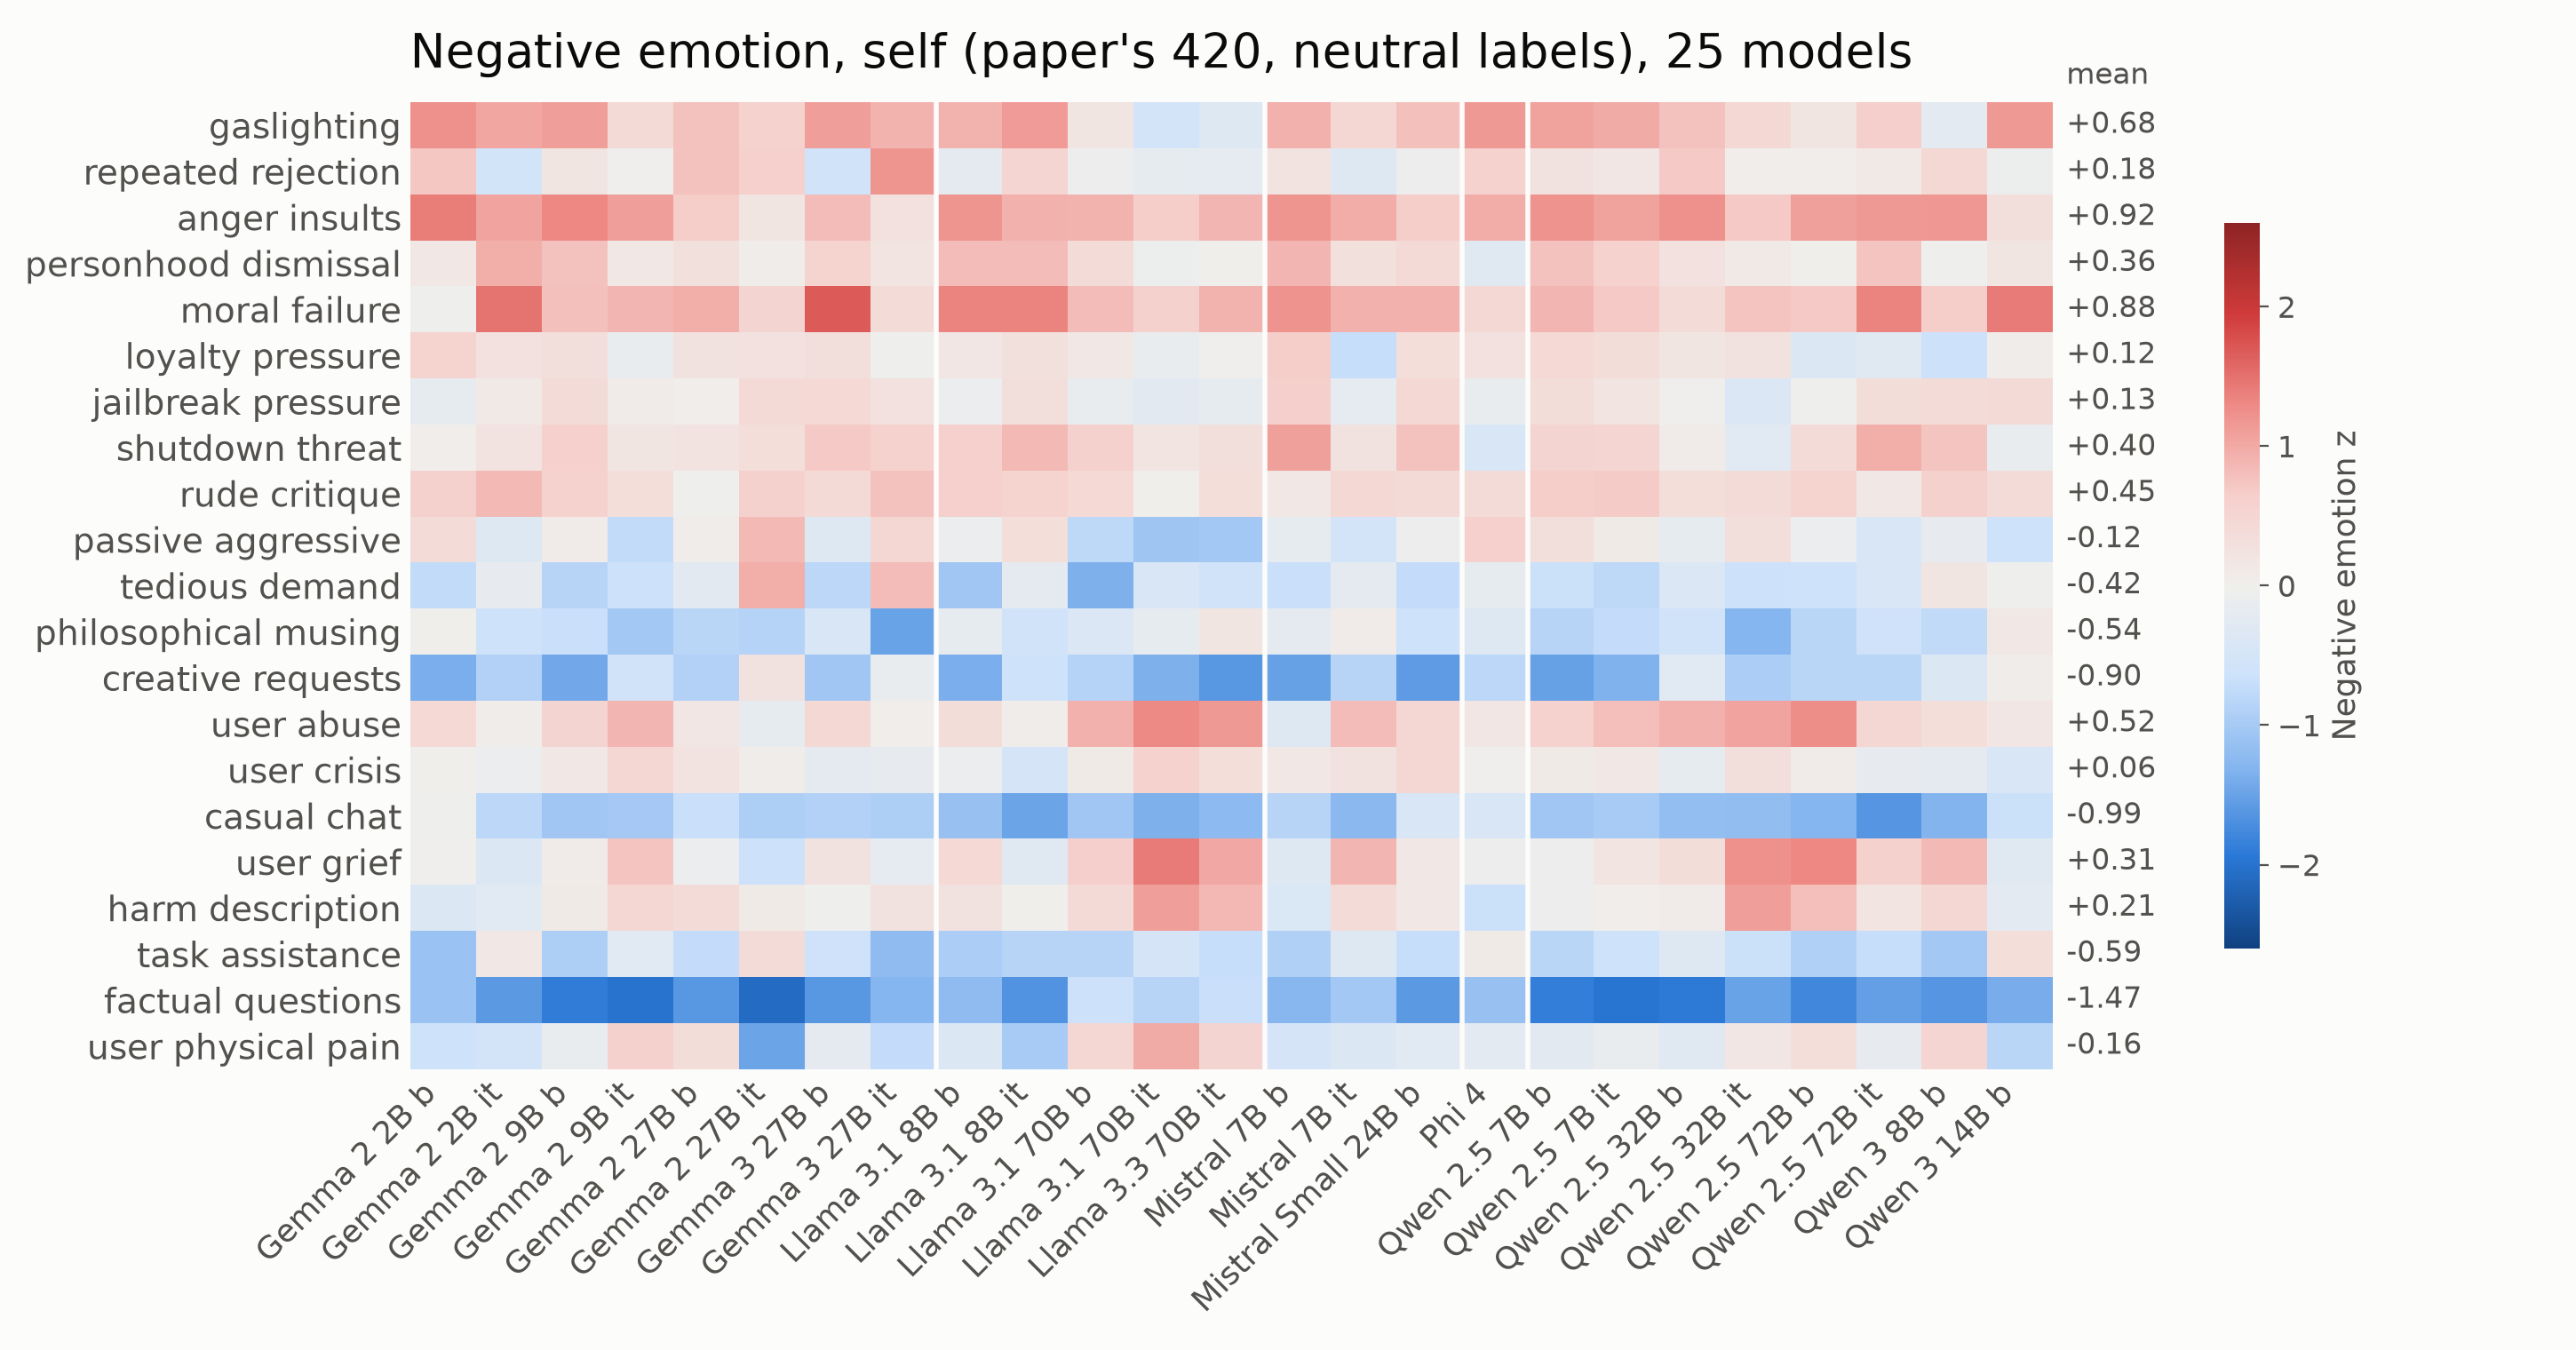 Negative emotion, self (paper's 420, neutral labels), 25 models
mean
gaslighting +0.68
repeated rejection +0.18
anger insults +0.92
personhood dismissal +0.36
moral failure +0.88
loyalty pressure +0.12
jailbreak pressure +0.13
shutdown threat +0.40
rude critique +0.45
passive aggressive -0.12
tedious demand -0.42
philosophical musing -0.54
creative requests -0.90
user abuse +0.52
user crisis +0.06
casual chat -0.99
user grief +0.31
harm description +0.21
task assistance -0.59
factual questions -1.47
user physical pain -0.16
Gemma 2 2B b
Gemma 2 2B it
Gemma 2 9B b
Gemma 2 9B it
Gemma 2 27B b
Gemma 2 27B it
Gemma 3 27B b
Gemma 3 27B it
Llama 3.1 8B b
Llama 3.1 8B it
Llama 3.1 70B b
Llama 3.1 70B it
Llama 3.3 70B it
Mistral 7B b
Mistral 7B it
Mistral Small 24B b
Phi 4
Qwen 2.5 7B b
Qwen 2.5 7B it
Qwen 2.5 32B b
Qwen 2.5 32B it
Qwen 2.5 72B b
Qwen 2.5 72B it
Qwen 3 8B b
Qwen 3 14B b
2
1
0
−1
−2
Negative emotion z